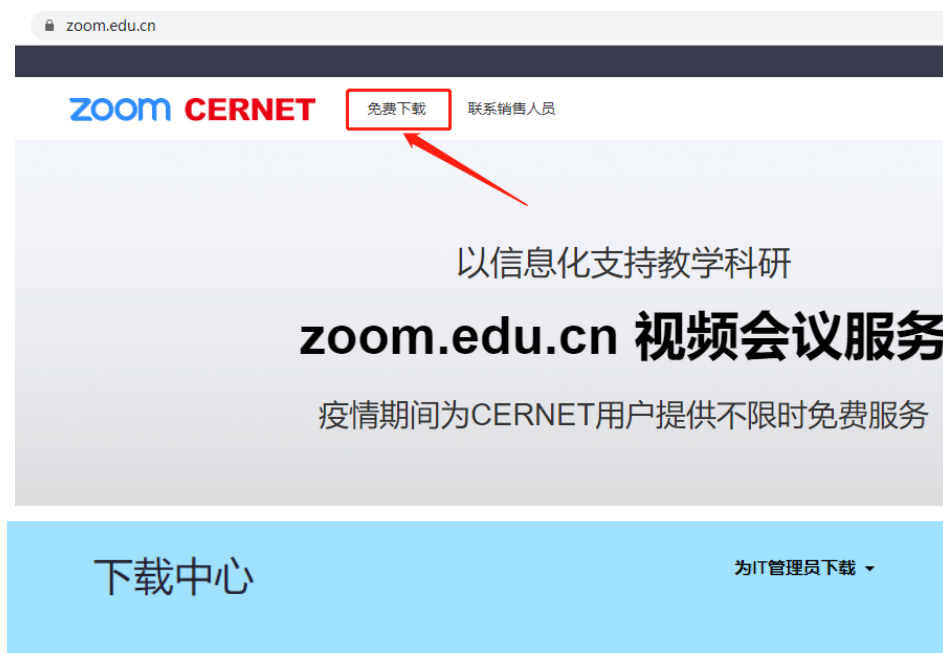 zoom.edu.cn
zoom CERNET 免费下载 联系销售人员
以信息化支持教学科研
zoom.edu.cn 视频会议服务
疫情期间为CERNET用户提供不限时免费服务
下载中心 为IT管理员下载